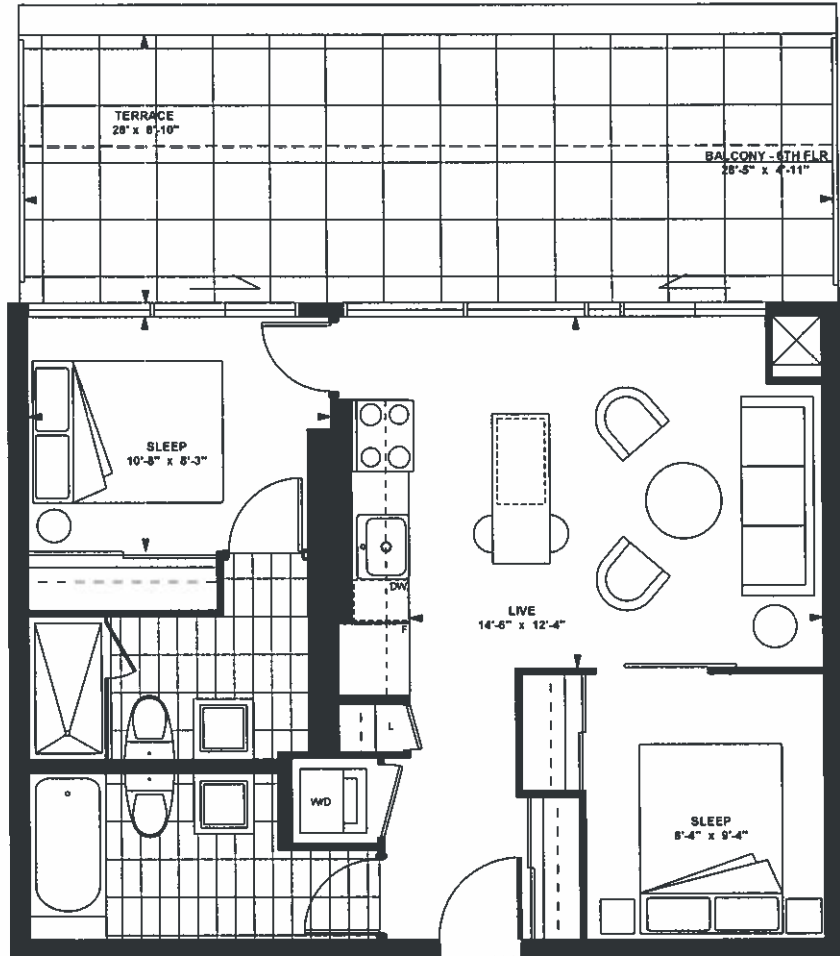 TERRACE
28' x 8'-10"
BALCONY - 6TH FLR
28'-5" x 4'-11"
SLEEP
10'-8" x 8'-3"
DW
F
LIVE
14'-6" x 12'-4"
L
W/D
SLEEP
8'-4" x 9'-4"